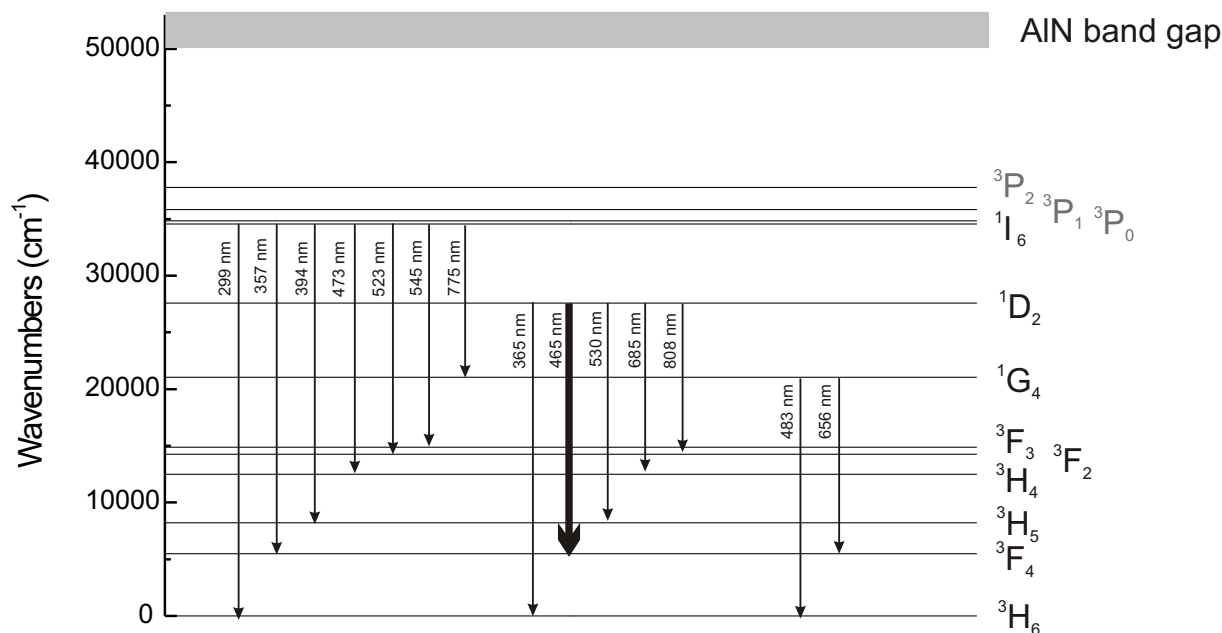 AlN band gap
50000
40000
30000
20000
10000
0
Wavenumbers (cm⁻¹)
³P₂ ³P₁ ³P₀
¹I₆
¹D₂
¹G₄
³F₃ ³F₂
³H₄
³H₅
³F₄
³H₆
299 nm
357 nm
394 nm
473 nm
523 nm
545 nm
775 nm
365 nm
465 nm
530 nm
685 nm
808 nm
483 nm
656 nm